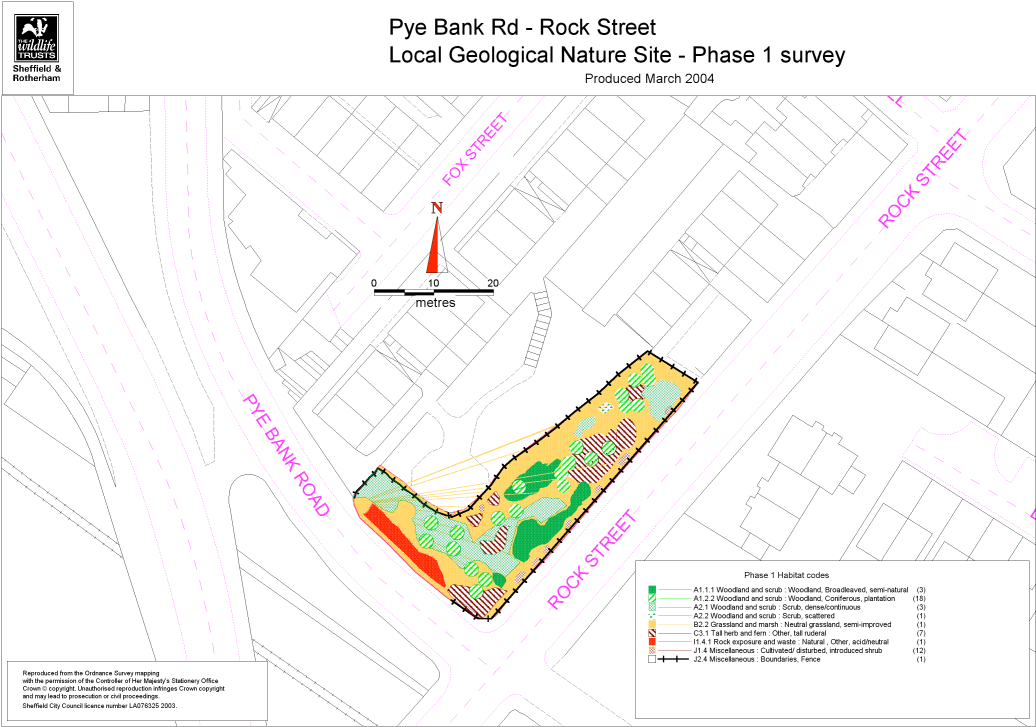 Pye Bank Rd - Rock Street
Local Geological Nature Site - Phase 1 survey
Produced March 2004
THE
wildlife
TRUSTS
Sheffield &
Rotherham
FOX STREET
ROCK STREET
N
0 10 20
metres
PYE BANK ROAD
ROCK STREET
Phase 1 Habitat codes
A1.1.1 Woodland and scrub : Woodland, Broadleaved, semi-natural (3)
A1.2.2 Woodland and scrub : Woodland, Coniferous, plantation (18)
A2.1 Woodland and scrub : Scrub, dense/continuous (3)
A2.2 Woodland and scrub : Scrub, scattered (1)
B2.2 Grassland and marsh : Neutral grassland, semi-improved (1)
C3.1 Tall herb and fern : Other, tall ruderal (7)
I1.4.1 Rock exposure and waste : Natural , Other, acid/neutral (1)
J1.4 Miscellaneous : Cultivated/ disturbed, introduced shrub (12)
J2.4 Miscellaneous : Boundaries, Fence (1)
Reproduced from the Ordnance Survey mapping
with the permission of the Controller of Her Majesty's Stationery Office
Crown © copyright. Unauthorised reproduction infringes Crown copyright
and may lead to prosecution or civil proceedings.
Sheffield City Council licence number LA076325 2003.